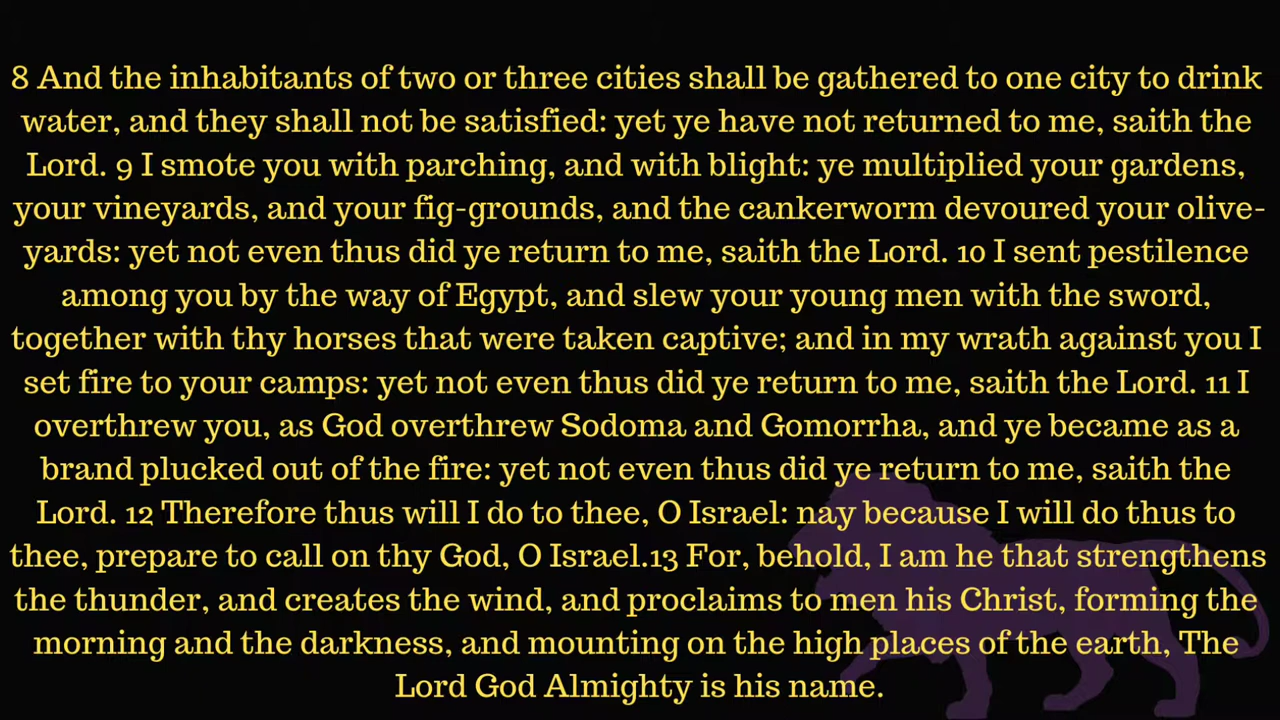 8 And the inhabitants of two or three cities shall be gathered to one city to drink
water, and they shall not be satisfied: yet ye have not returned to me, saith the
Lord. 9 I smote you with parching, and with blight: ye multiplied your gardens,
your vineyards, and your fig-grounds, and the cankerworm devoured your olive-
yards: yet not even thus did ye return to me, saith the Lord. 10 I sent pestilence
among you by the way of Egypt, and slew your young men with the sword,
together with thy horses that were taken captive; and in my wrath against you I
set fire to your camps: yet not even thus did ye return to me, saith the Lord. 11 I
overthrew you, as God overthrew Sodoma and Gomorrha, and ye became as a
brand plucked out of the fire: yet not even thus did ye return to me, saith the
Lord. 12 Therefore thus will I do to thee, O Israel: nay because I will do thus to
thee, prepare to call on thy God, O Israel.13 For, behold, I am he that strengthens
the thunder, and creates the wind, and proclaims to men his Christ, forming the
morning and the darkness, and mounting on the high places of the earth, The
Lord God Almighty is his name.